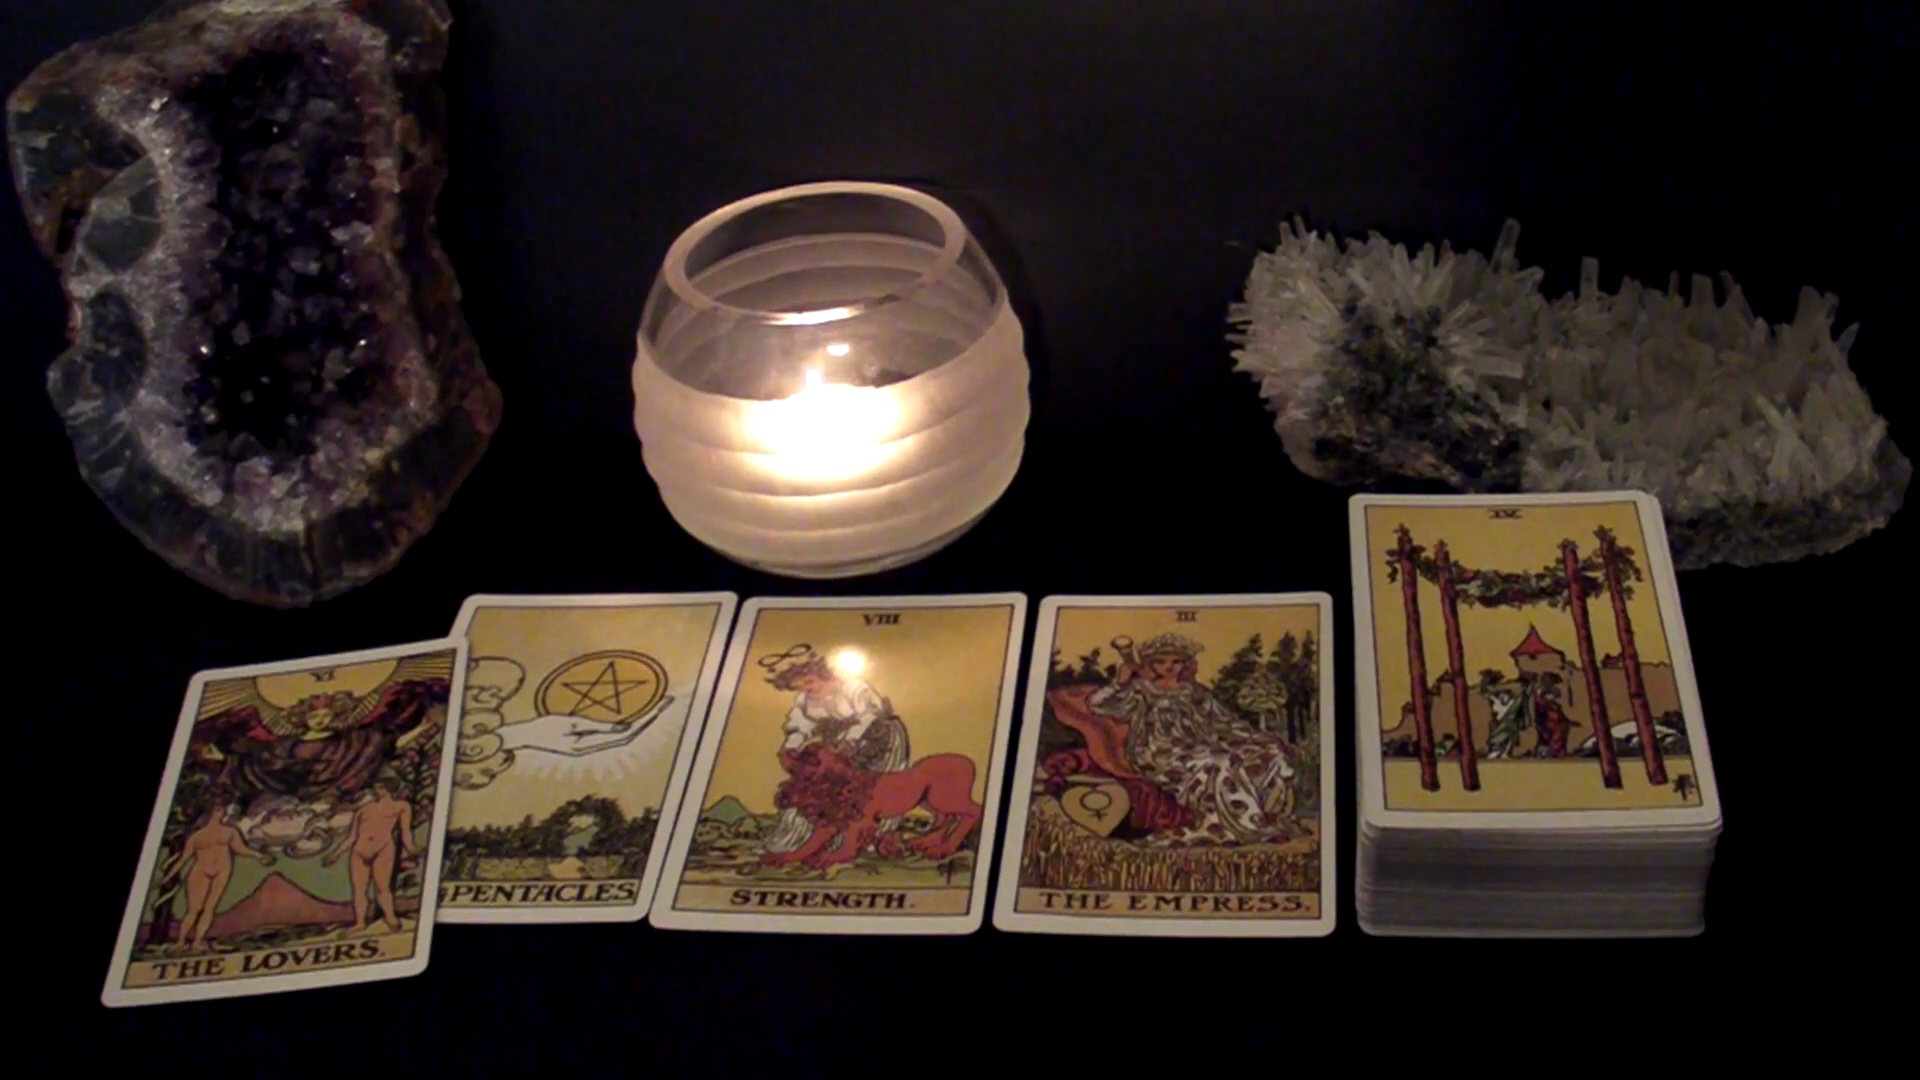 VI
THE LOVERS.
PENTACLES
VIII
STRENGTH.
III
THE EMPRESS.
IV